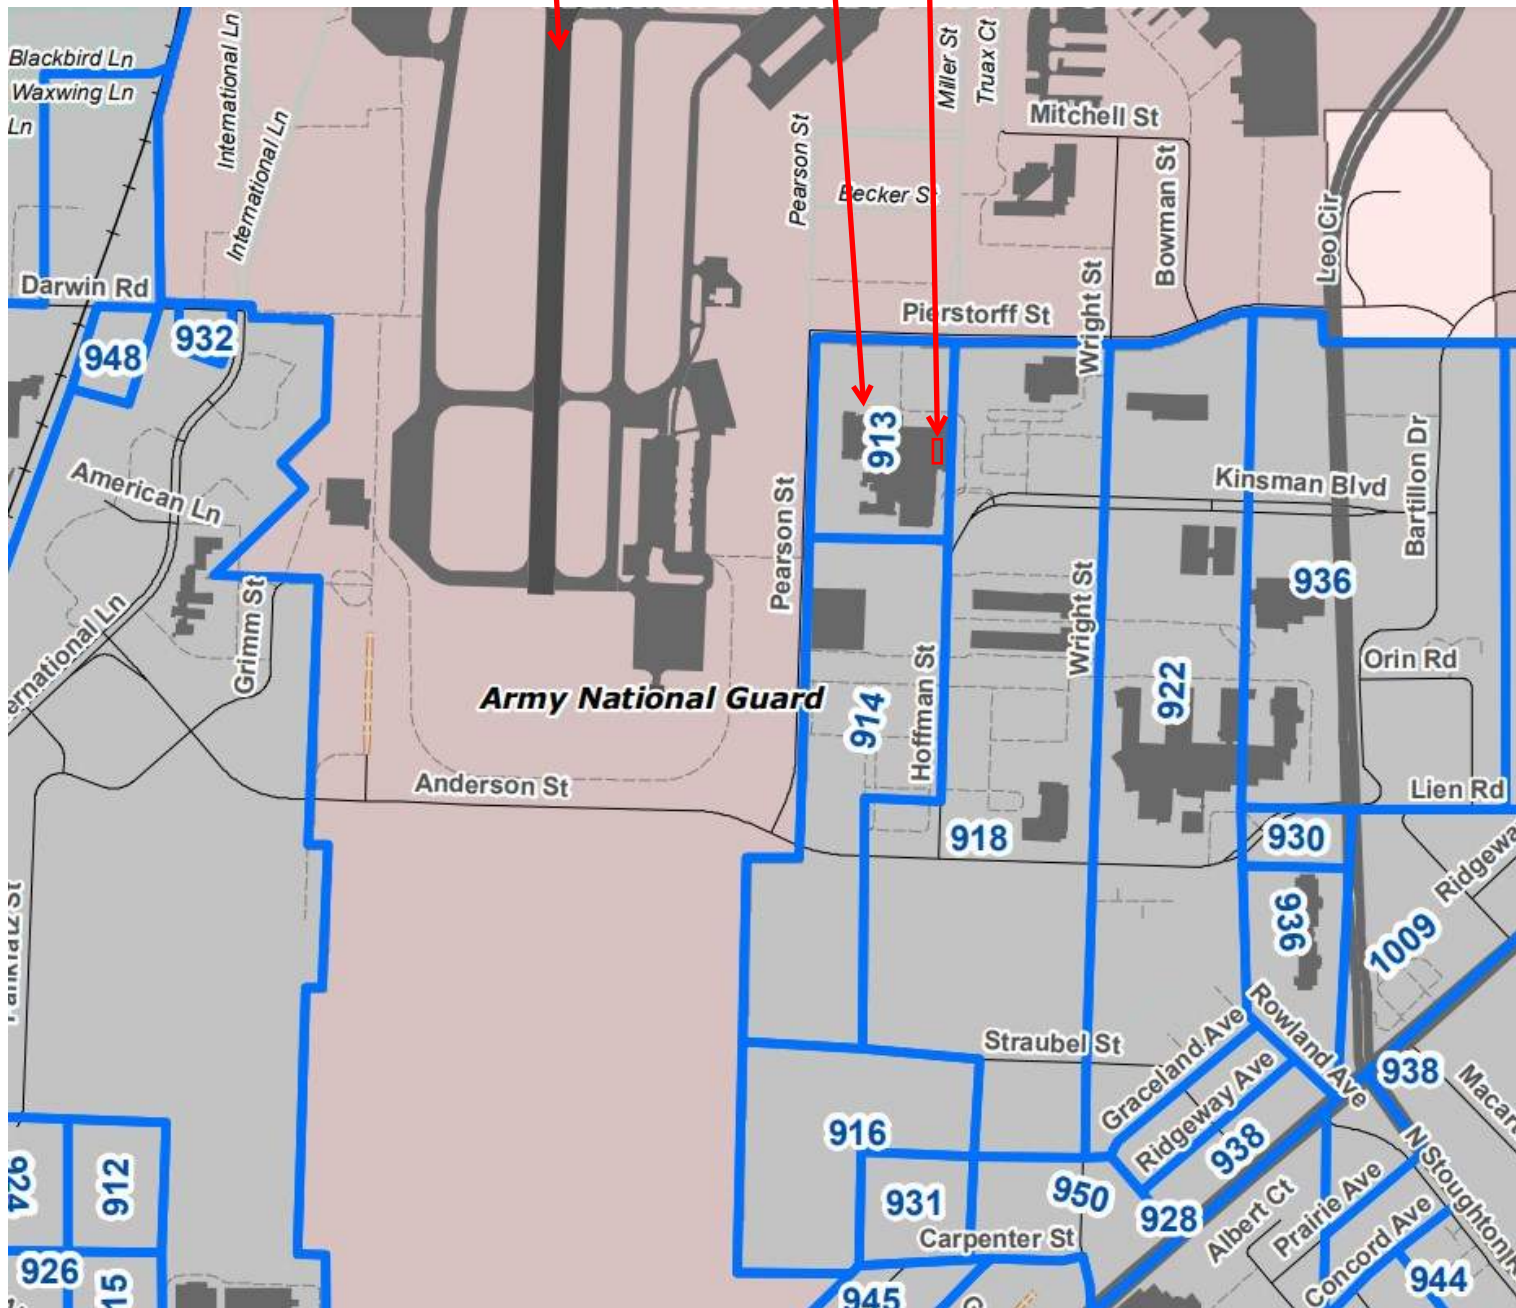 Blackbird Ln
Waxwing Ln
Ln
International Ln
International Ln
Miller St
Truax Ct
Mitchell St
Pearson St
Becker St
Bowman St
Leo Cir
Darwin Rd
948
932
Pierstorff St
Wright St
913
American Ln
Kinsman Blvd
Bartillon Dr
Pearson St
936
Grimm St
ernational Ln
Wright St
Orin Rd
Hoffman St
922
Army National Guard
914
Anderson St
Lien Rd
918
930
Ridgewa
936
1009
Straubel St
Graceland Ave
Rowland Ave
Ridgeway Ave
938
Macar
916
938
N Stoughton R
924
912
931
950
928
Albert Ct
Prairie Ave
Concord Ave
Carpenter St
926
15
945
944